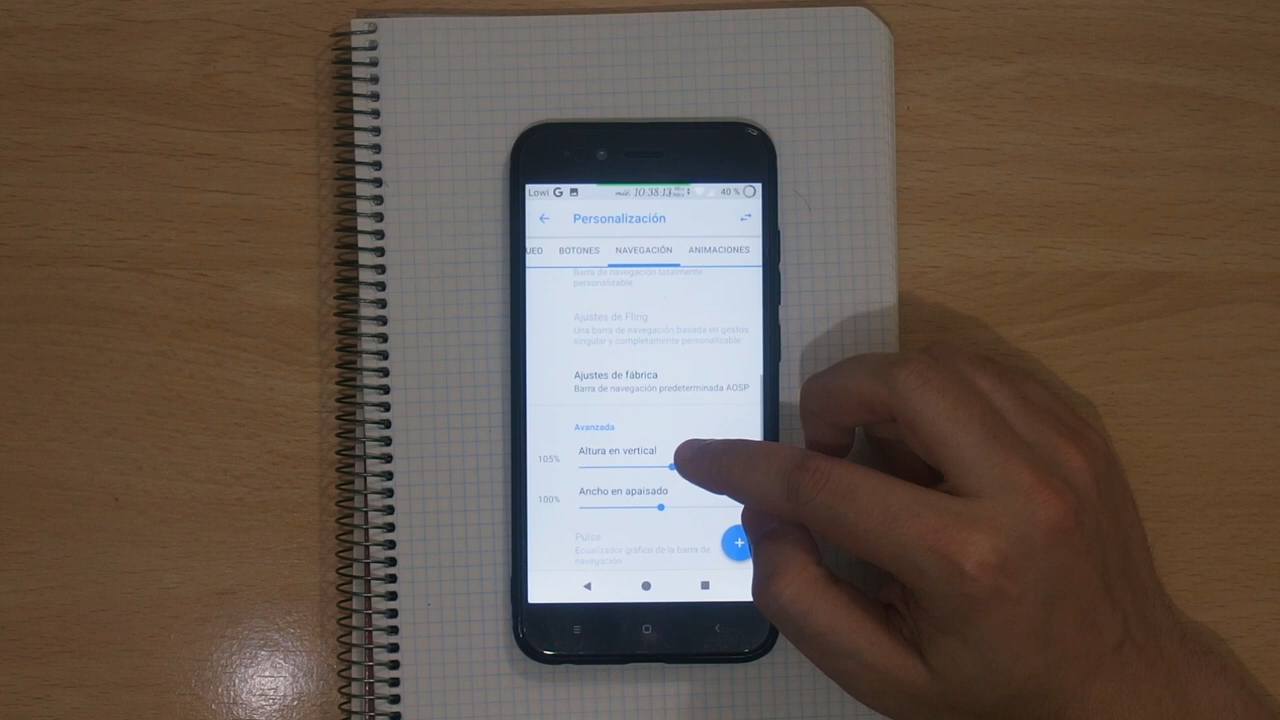 Lowi G mié. 10:38:13 40 %
Personalización
UEO BOTONES NAVEGACIÓN ANIMACIONES
Barra de navegación totalmente
personalizable.
Ajustes de Fling
Una barra de navegación basada en gestos
singular y completamente personalizable
Ajustes de fábrica
Barra de navegación predeterminada AOSP
Avanzada
Altura en vertical
105%
Ancho en apaisado
100%
Pulse
Ecualizador gráfico de la barra de
navegación